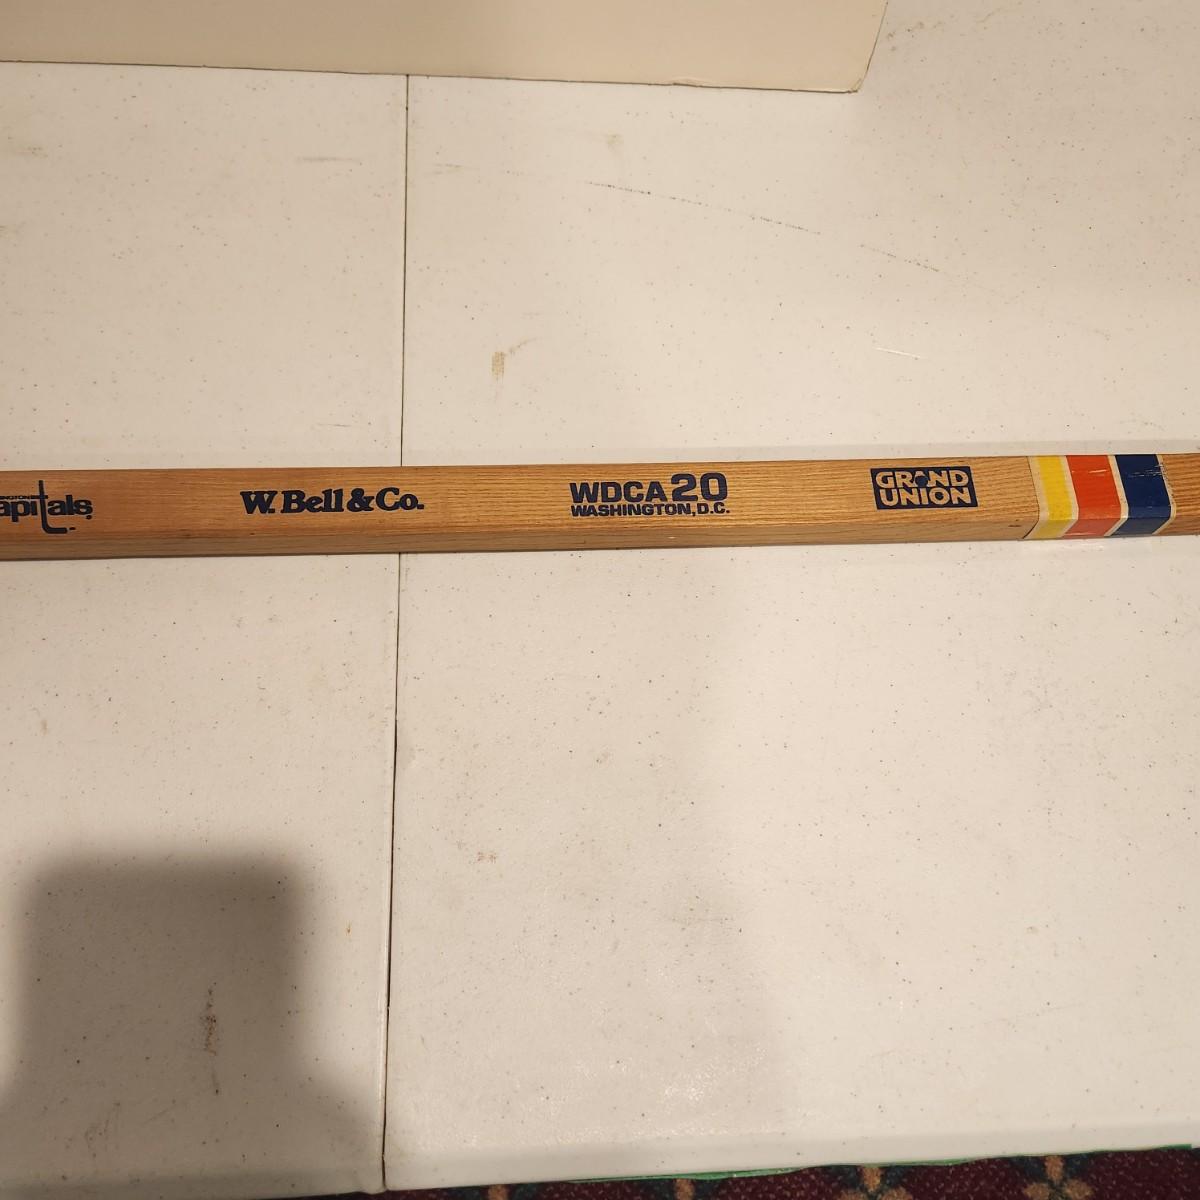 apitals
W. Bell & Co.
WDCA 20
WASHINGTON, D.C.
GRAND
UNION